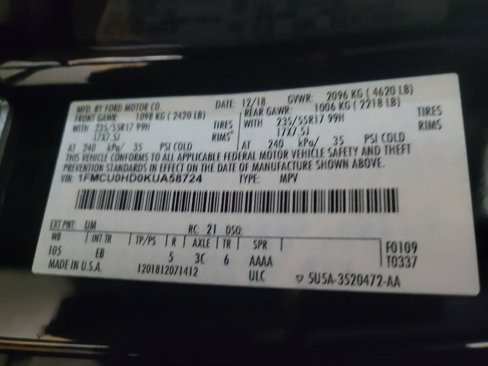 MFD. BY FORD MOTOR CO. DATE: 12/18 GVWR: 2096 KG ( 4620 LB)
FRONT GAWR: 1098 KG ( 2420 LB) REAR GAWR: 1006 KG ( 2218 LB)
WITH 235/55R17 99H TIRES WITH 235/55R17 99H TIRES
17X7.5J RIMS 17X7.5J RIMS
AT 240 kPa/ 35 PSI COLD AT 240 kPa/ 35 PSI COLD
THIS VEHICLE CONFORMS TO ALL APPLICABLE FEDERAL MOTOR VEHICLE SAFETY AND THEFT
PREVENTION STANDARDS IN EFFECT ON THE DATE OF MANUFACTURE SHOWN ABOVE.
VIN: 1FMCU0HD0KUA58724 TYPE: MPV
EXT PNT: UM RC: 21 DSO:
WB INT TR TP/PS R AXLE TR SPR F0109
105 EB 5 3C 6 AAAA T0337
MADE IN U.S.A. 1201812071412 ULC 5U5A-3520472-AA